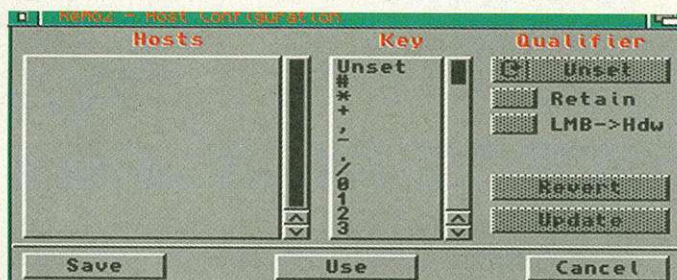 ReMo2 - Host Configuration
Hosts
Key
Qualifier
Unset
#
*
+
,
-
.
/
0
1
2
3
Unset
Retain
LMB->Hdw
Revert
Update
Save
Use
Cancel